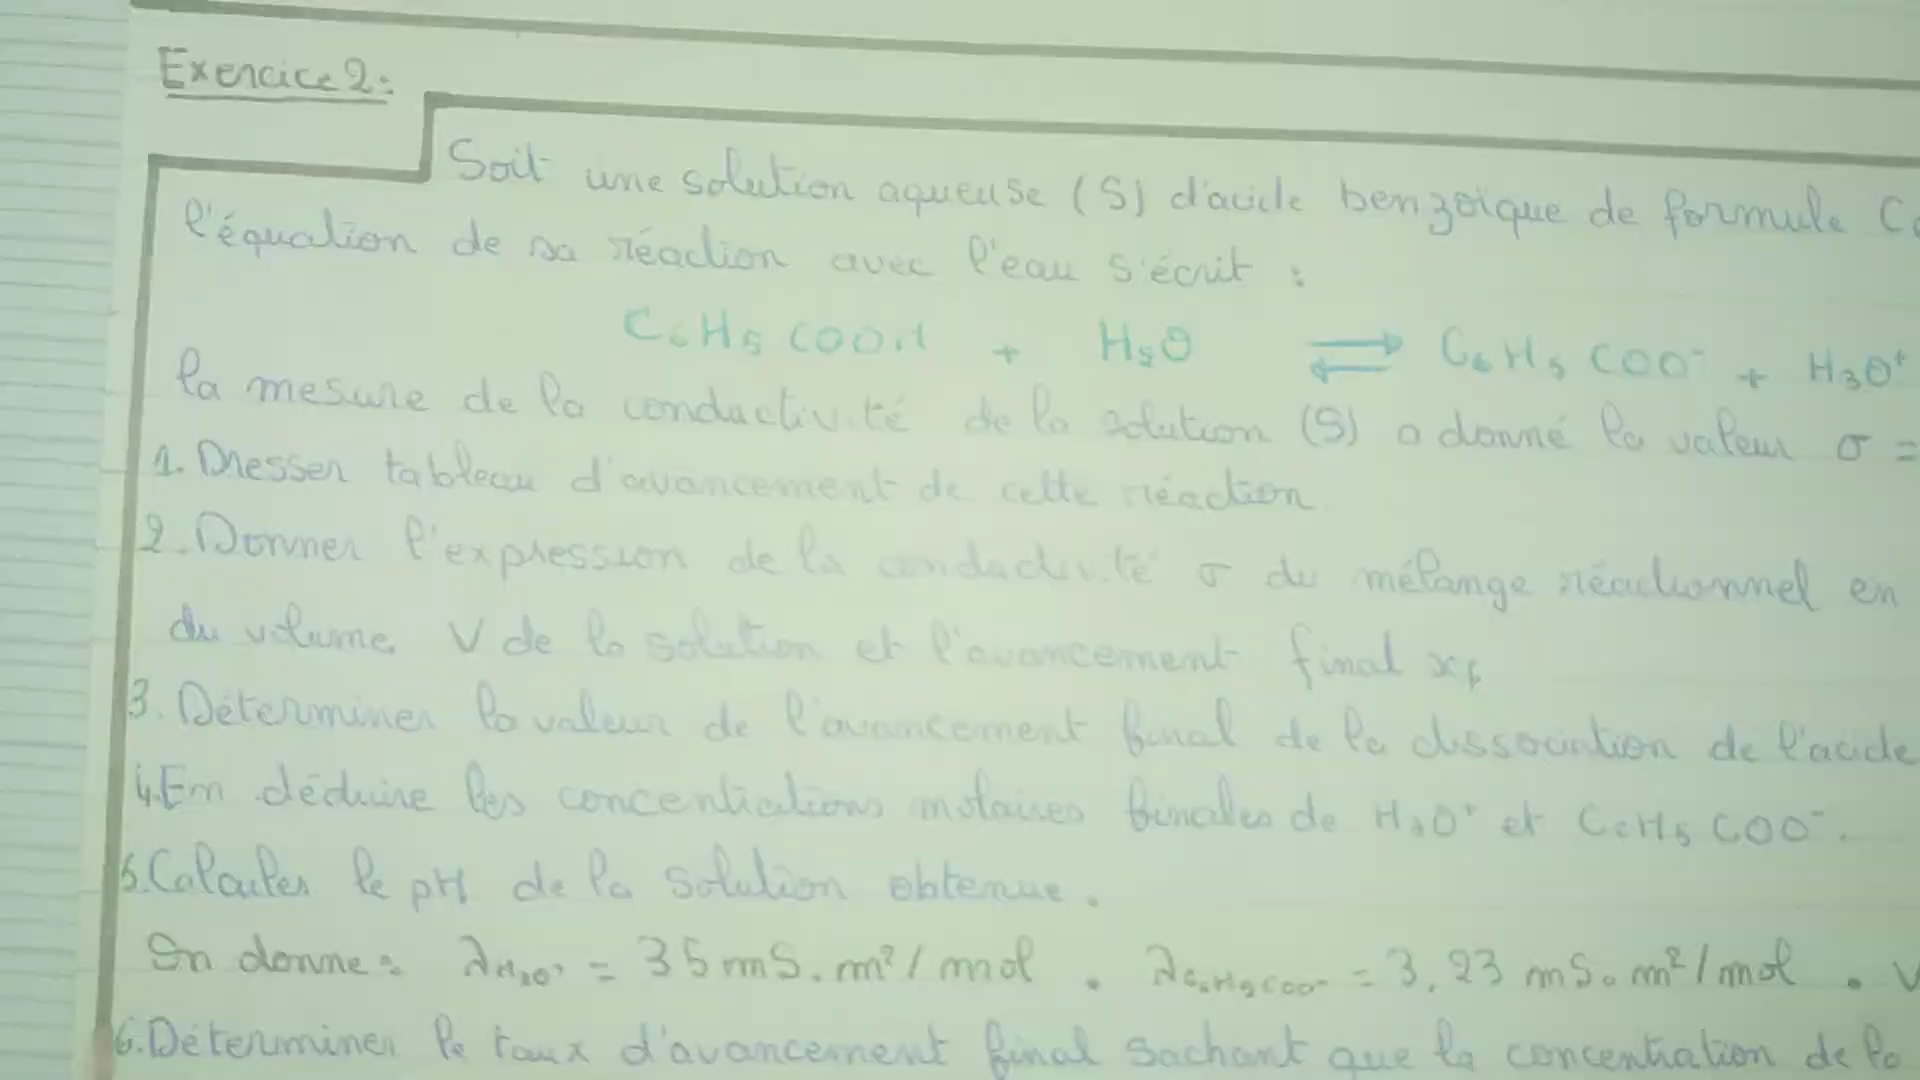 Exercice 2:
Soit une solution aqueuse (S) d'acide benzoïque de formule C
l'équation de sa réaction avec l'eau s'écrit :
C6H5COOH + H2O ⇌ C6H5COO⁻ + H3O⁺
la mesure de la conductivité de la solution (S) a donné la valeur σ =
1. Dresser tableau d'avancement de cette réaction
2. Donner l'expression de la conductivité σ du mélange réactionnel en
du volume V de la solution et l'avancement final xf
3. Déterminer la valeur de l'avancement final de la dissociation de l'acide
4. En déduire les concentrations molaires finales de H3O⁺ et C6H5COO⁻.
5. Calculer le pH de la solution obtenue.
On donne : λH3O⁺ = 35 mS.m²/mol . λC6H5COO⁻ = 3,23 mS.m²/mol . V
6. Déterminer le taux d'avancement final sachant que la concentration de la